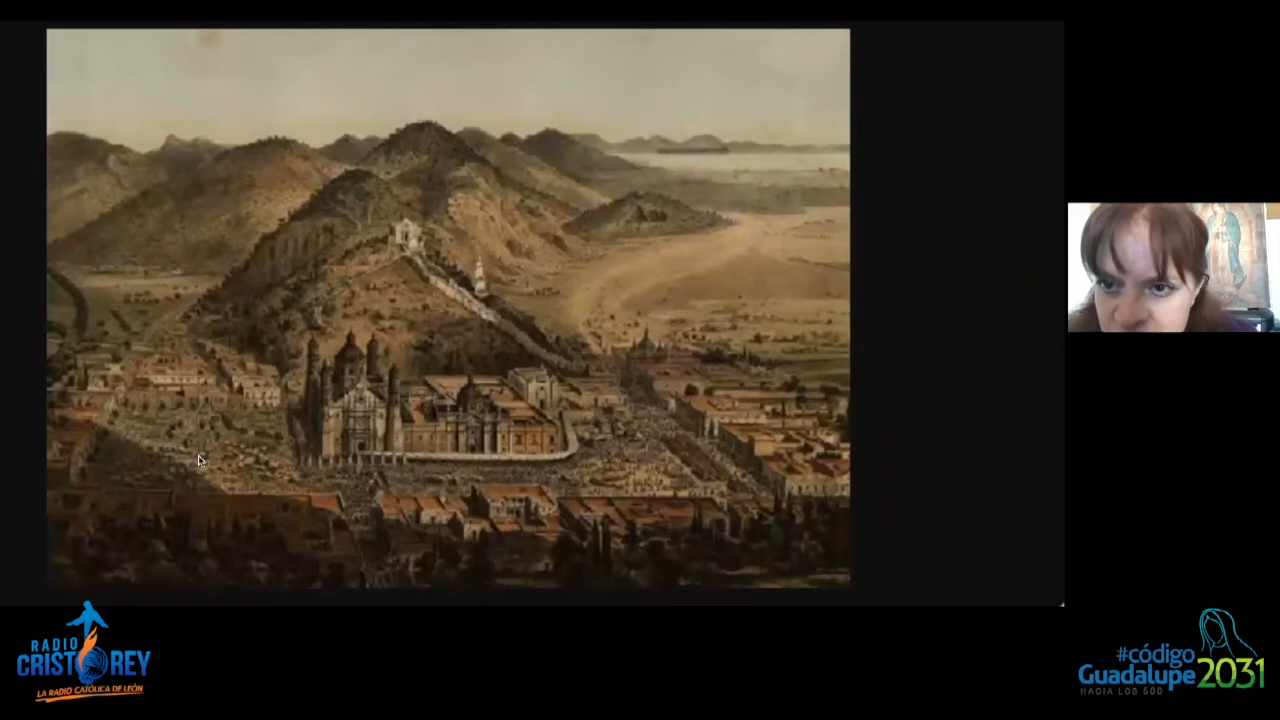 RADIO
CRISTO REY
LA RADIO CATÓLICA DE LEÓN
#código
Guadalupe 2031
HACIA LOS 500